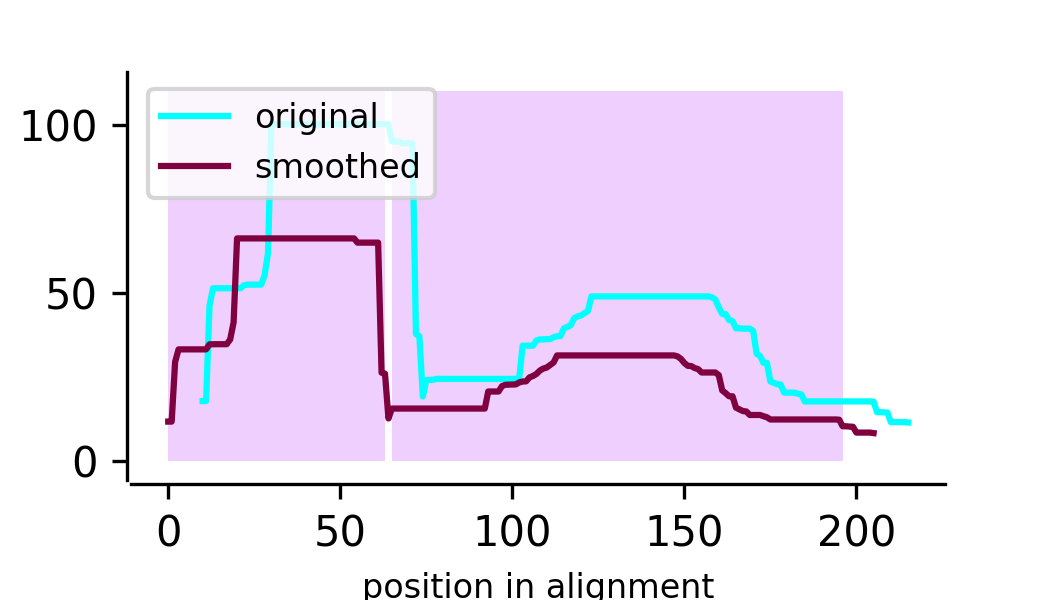 100
50
0
original
smoothed
0 50 100 150 200
position in alignment